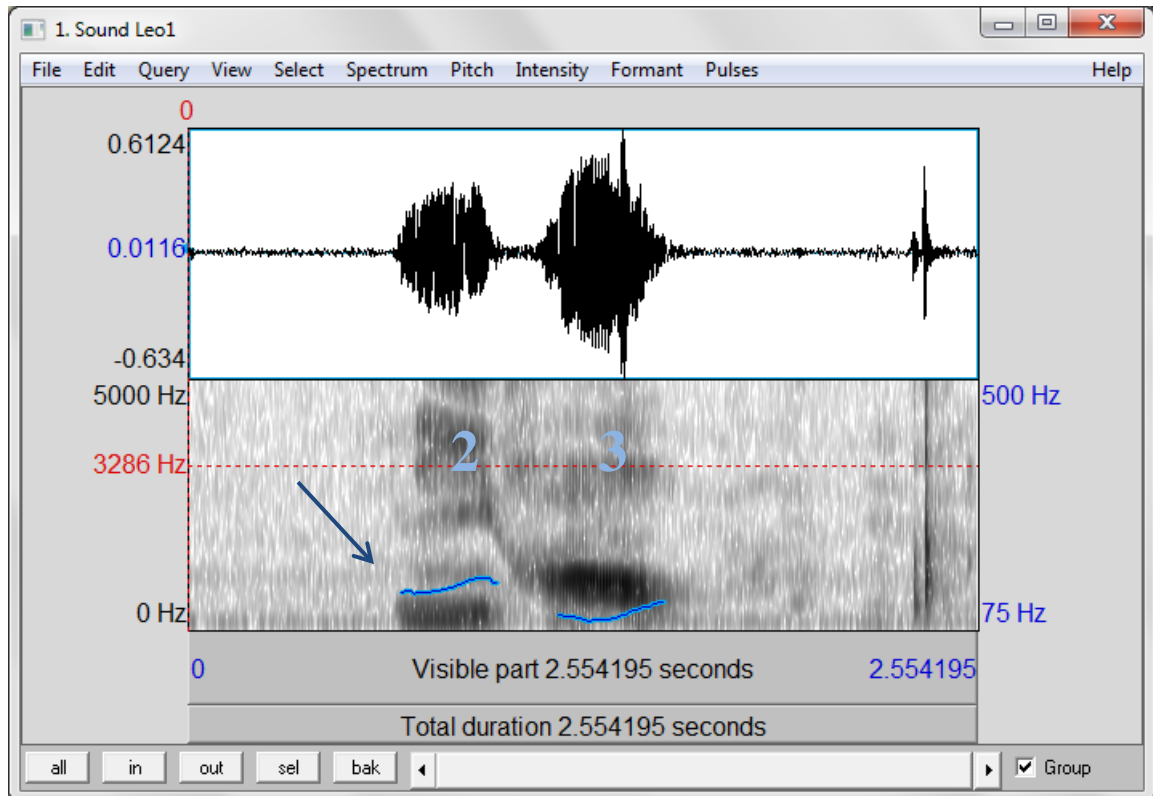 1. Sound Leo1
File Edit Query View Select Spectrum Pitch Intensity Formant Pulses Help
0
0.6124
0.0116
-0.634
5000 Hz 500 Hz
2 3
3286 Hz
0 Hz 75 Hz
0 Visible part 2.554195 seconds 2.554195
Total duration 2.554195 seconds
all in out sel bak Group